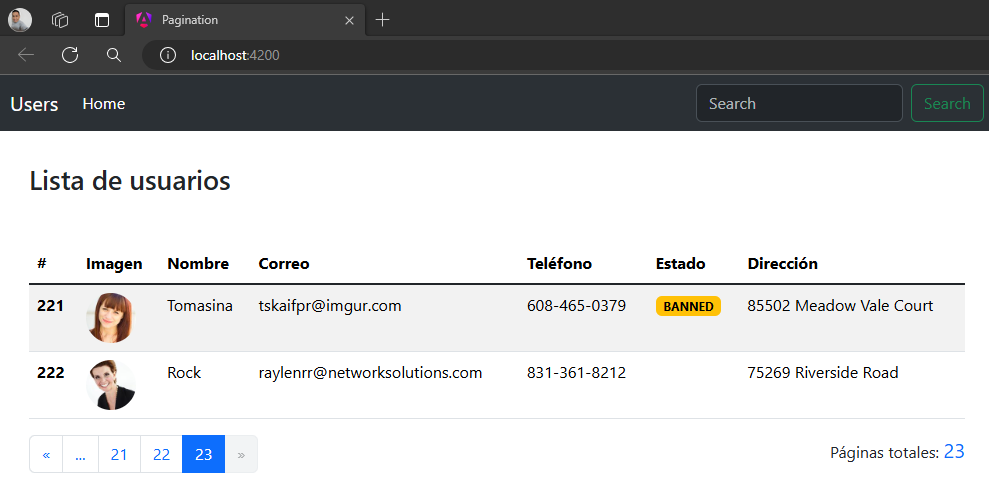 Pagination
localhost:4200
Users Home Search Search
Lista de usuarios
# Imagen Nombre Correo Teléfono Estado Dirección
221 Tomasina tskaifpr@imgur.com 608-465-0379 BANNED 85502 Meadow Vale Court
222 Rock raylenrr@networksolutions.com 831-361-8212 75269 Riverside Road
« ... 21 22 23 » Páginas totales: 23